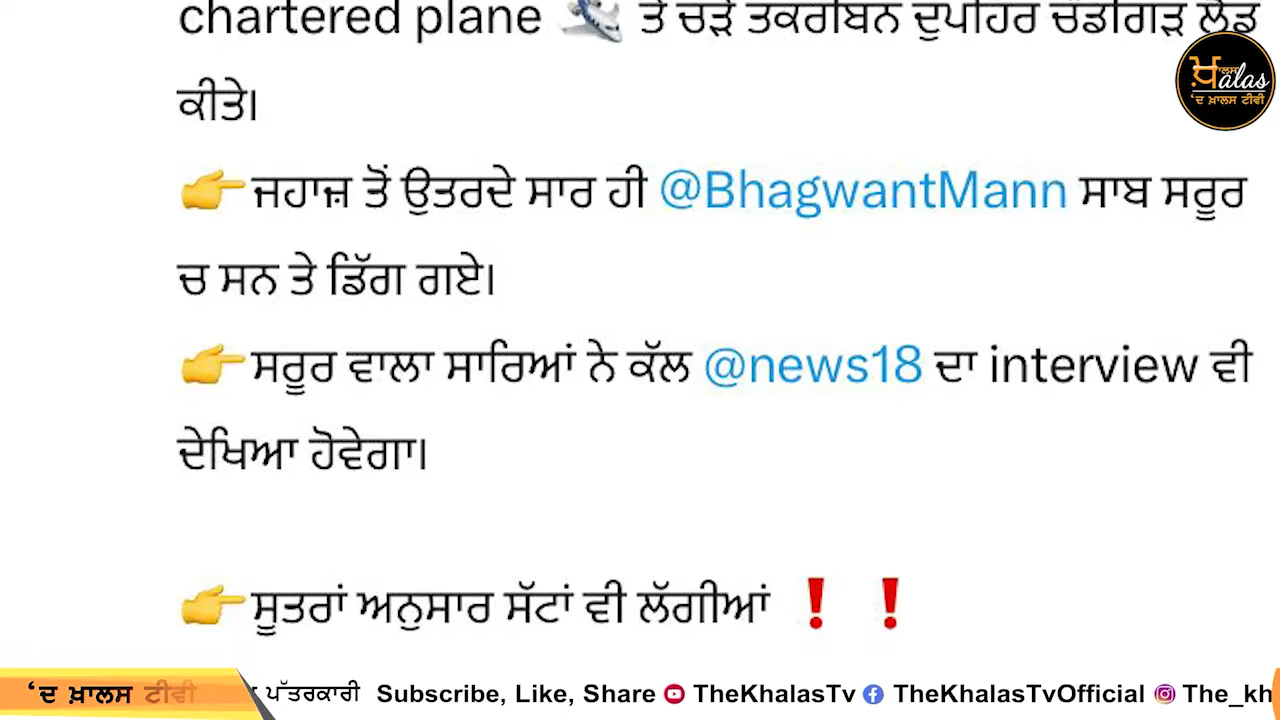 chartered plane ✈️ ਤੇ ਚੜੇ ਤਕਰੀਬਨ ਦੁਪਹਿਰ ਚੰਡੀਗੜ ਲੈਂਡ
ਕੀਤੇ।
👉ਜਹਾਜ਼ ਤੋਂ ਉਤਰਦੇ ਸਾਰ ਹੀ @BhagwantMann ਸਾਬ ਸਰੂਰ
ਚ ਸਨ ਤੇ ਡਿੱਗ ਗਏ।
👉ਸਰੂਰ ਵਾਲਾ ਸਾਰਿਆਂ ਨੇ ਕੱਲ @news18 ਦਾ interview ਵੀ
ਦੇਖਿਆ ਹੋਵੇਗਾ।
👉ਸੂਤਰਾਂ ਅਨੁਸਾਰ ਸੱਟਾਂ ਵੀ ਲੱਗੀਆਂ ❗ ❗
ਖ਼ਾਲਸ
alas
'ਦ ਖ਼ਾਲਸ ਟੀਵੀ
'ਦ ਖ਼ਾਲਸ ਟੀਵੀ ਪੱਤਰਕਾਰੀ Subscribe, Like, Share TheKhalasTv TheKhalasTvOfficial The_kh